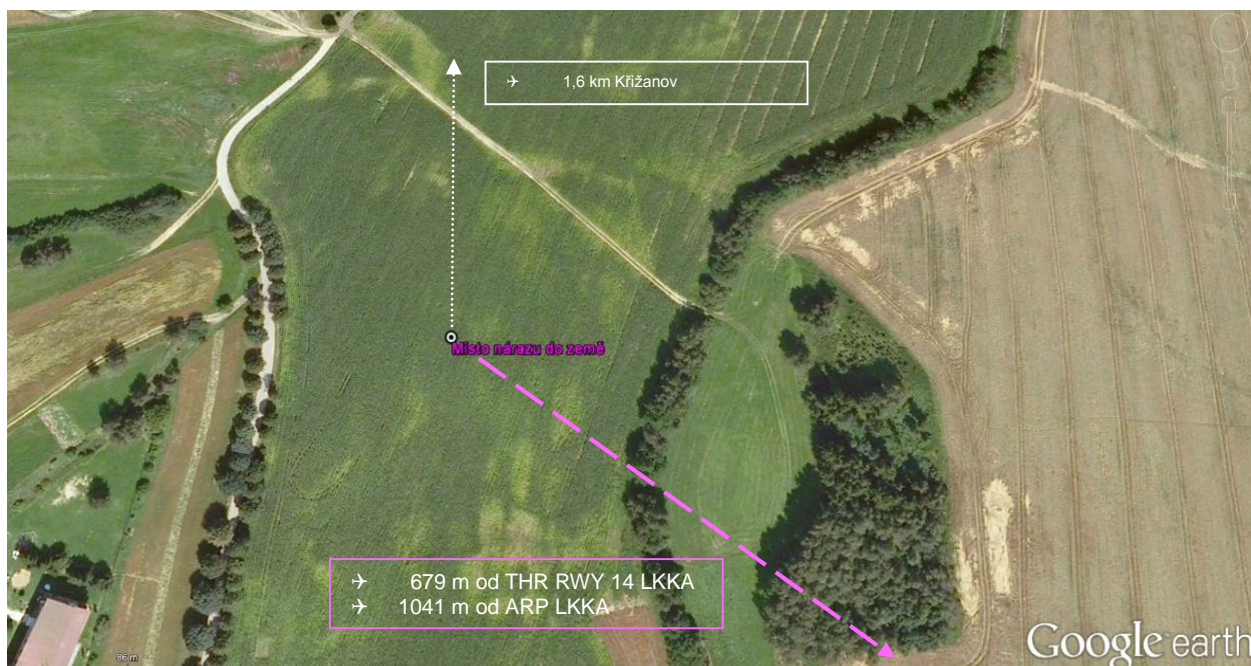 1,6 km Křižanov
Místo nárazu do země
679 m od THR RWY 14 LKKA
1041 m od ARP LKKA
86 m
Google earth